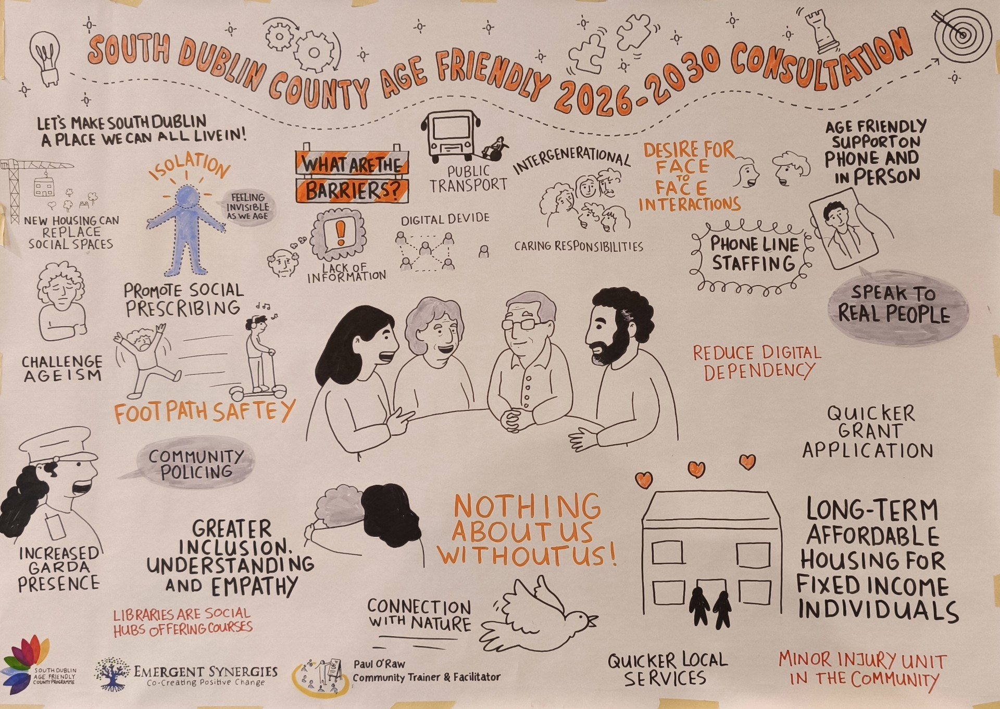 SOUTH DUBLIN COUNTY AGE FRIENDLY 2026-2030 CONSULTATION
LET'S MAKE SOUTH DUBLIN
A PLACE WE CAN ALL LIVE IN!
NEW HOUSING CAN
REPLACE
SOCIAL SPACES
ISOLATION
FEELING
INVISIBLE
AS WE AGE
WHAT ARE THE
BARRIERS?
PUBLIC
TRANSPORT
LACK OF
INFORMATION
DIGITAL DEVIDE
INTERGENERATIONAL
CARING RESPONSIBILITIES
DESIRE FOR
FACE
TO
FACE
INTERACTIONS
AGE FRIENDLY
SUPPORT ON
PHONE AND
IN PERSON
PHONE LINE
STAFFING
SPEAK TO
REAL PEOPLE
PROMOTE SOCIAL
PRESCRIBING
CHALLENGE
AGEISM
FOOTPATH SAFTEY
REDUCE DIGITAL
DEPENDENCY
QUICKER
GRANT
APPLICATION
COMMUNITY
POLICING
INCREASED
GARDA
PRESENCE
GREATER
INCLUSION.
UNDERSTANDING
AND EMPATHY
NOTHING
ABOUT US
WITHOUT US!
LONG-TERM
AFFORDABLE
HOUSING FOR
FIXED INCOME
INDIVIDUALS
LIBRARIES ARE SOCIAL
HUBS OFFERING COURSES
CONNECTION
WITH NATURE
QUICKER LOCAL
SERVICES
MINOR INJURY UNIT
IN THE COMMUNITY
SOUTH DUBLIN
AGE FRIENDLY
COUNTY PROGRAMME
EMERGENT SYNERGIES
Co-Creating Positive Change
Paul O'Raw
Community Trainer & Facilitator